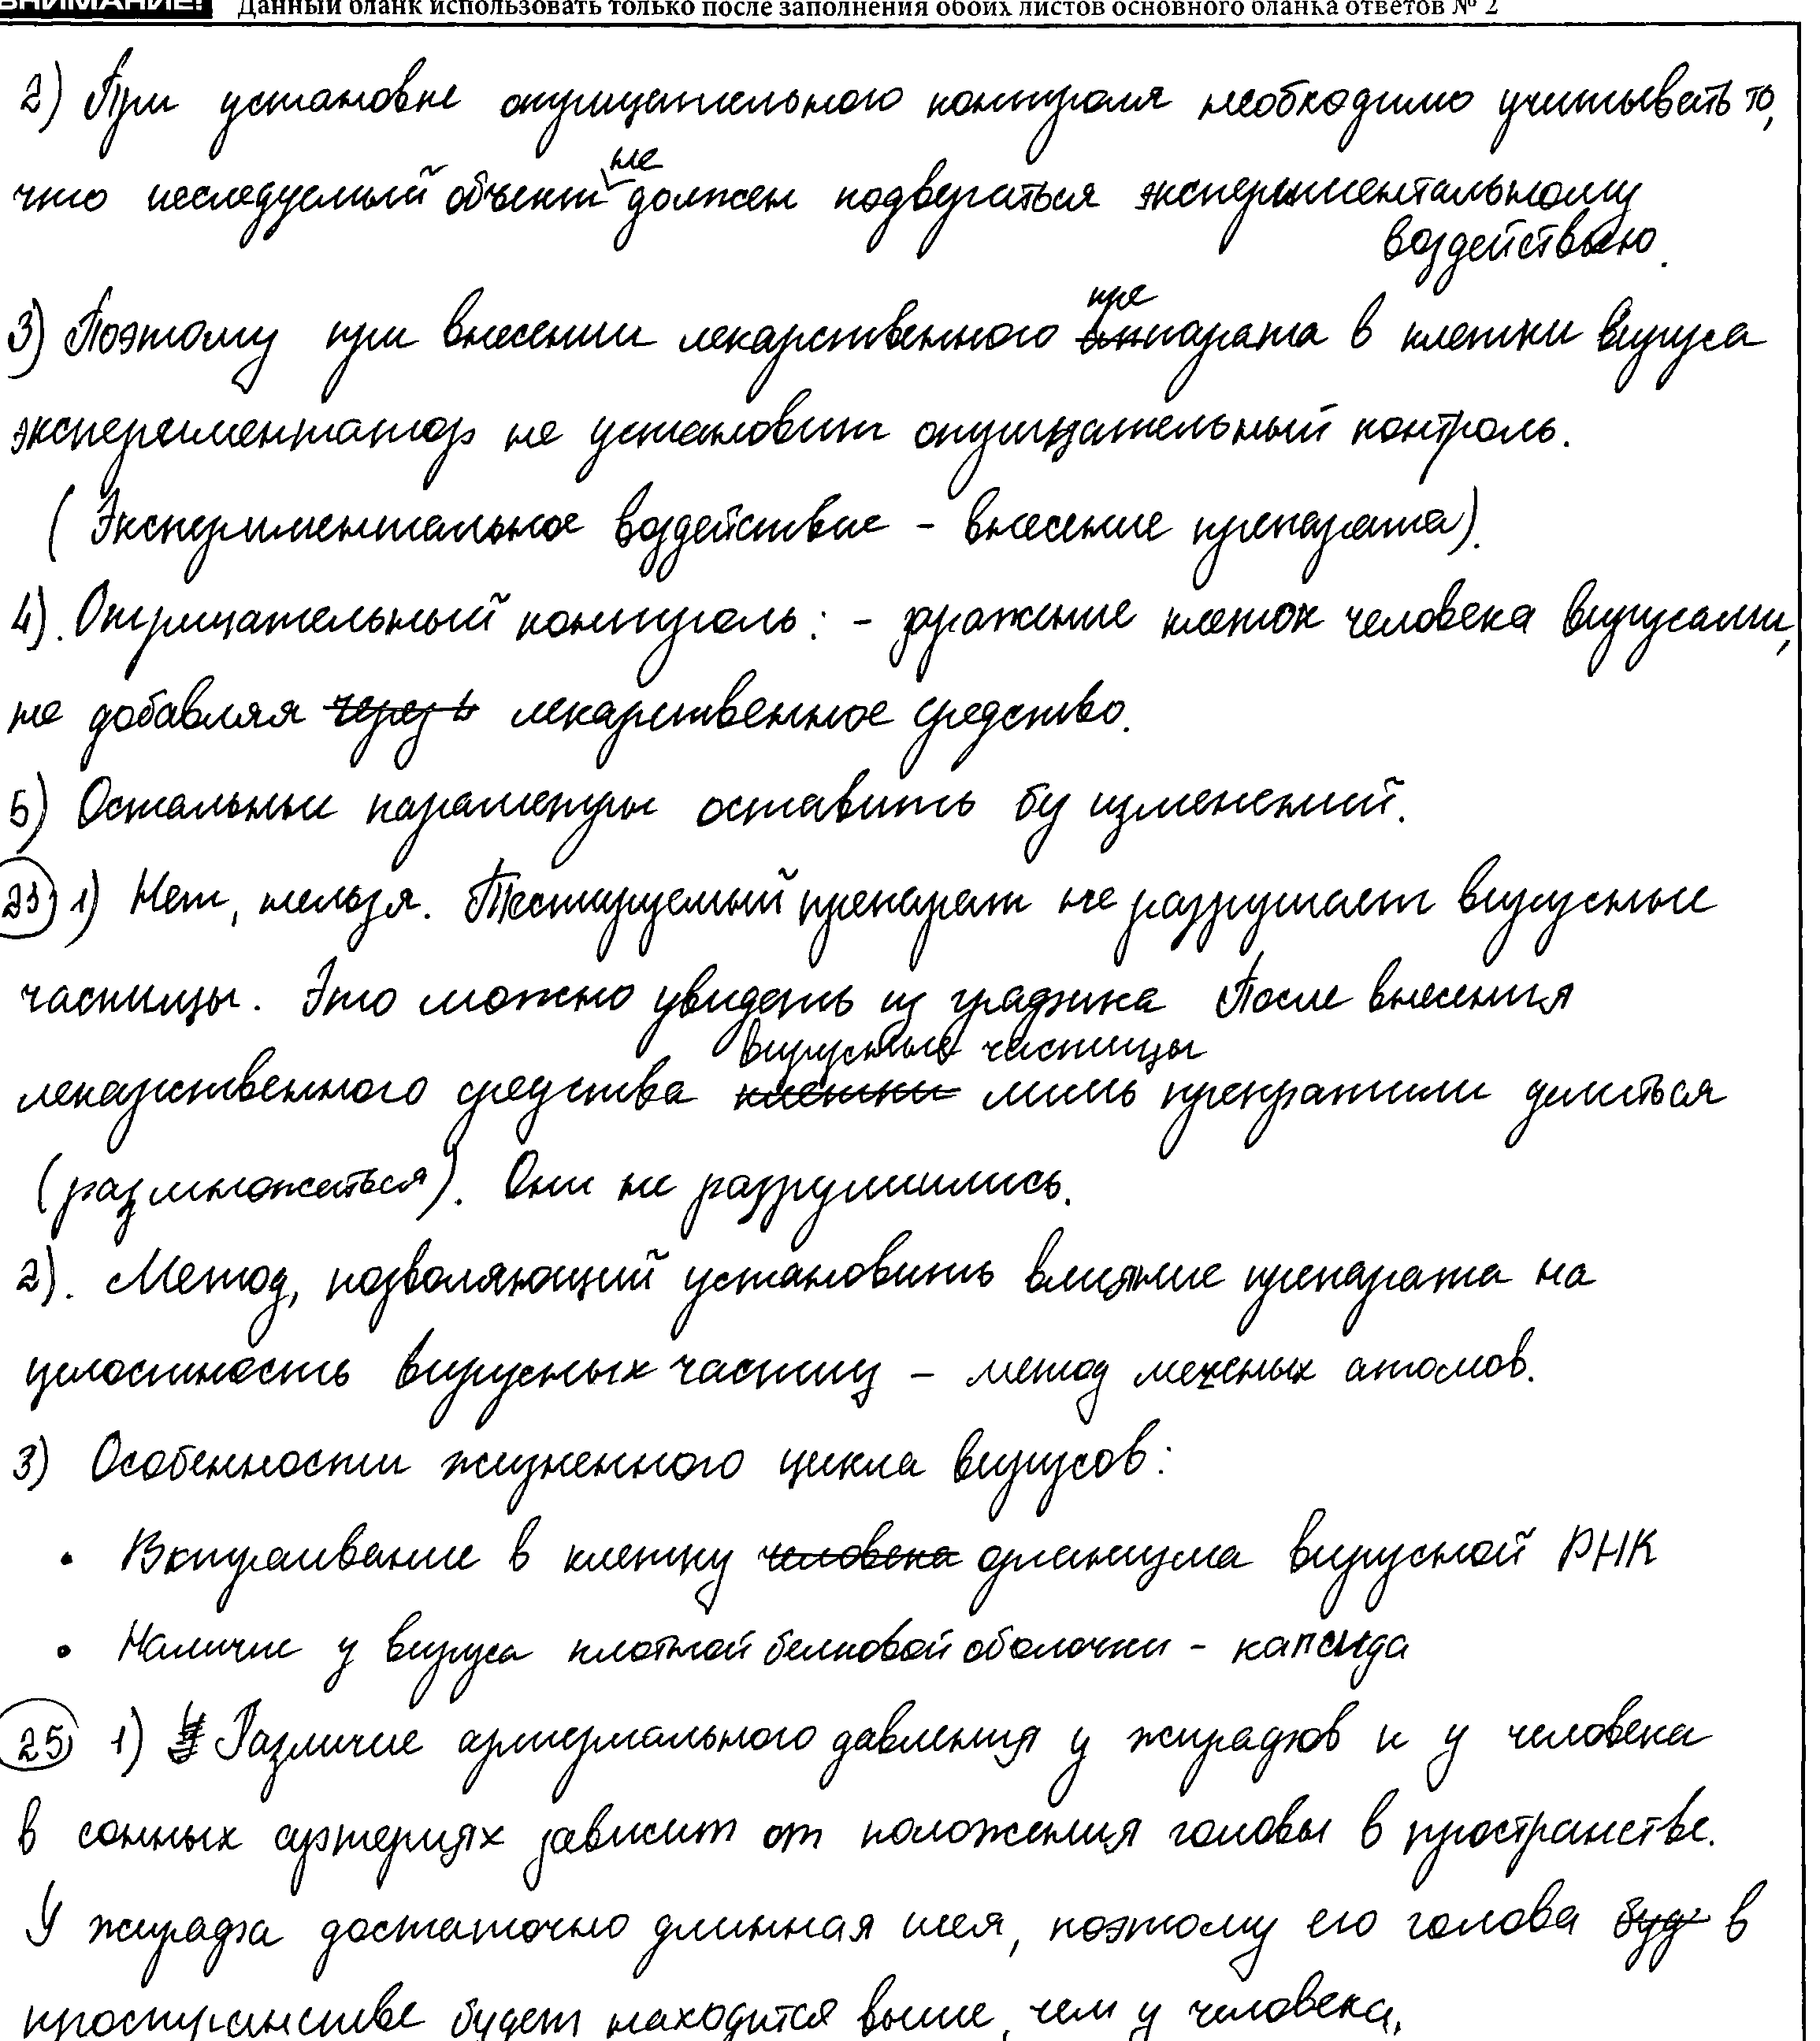 ВНИМАНИЕ! Данный бланк использовать только после заполнения обоих листов основного бланка ответов № 2
2) При установке отрицательного контроля необходимо учитывать то,
что исследуемый объект не должен подвергаться экспериментальному
воздействию.
3) Поэтому при внесении лекарственного препарата в клетки вируса
экспериментатор не установит отрицательный контроль.
(Экспериментальное воздействие - внесение препарата).
4). Отрицательный контроль: - заражение клеток человека вирусами,
не добавляя через в лекарственное средство.
5) Остальные параметры оставить без изменений.
23) 1) Нет, нельзя. Тестируемый препарат не разрушает вирусные
частицы. Это можно увидеть из графика После внесения
лекарственного средства клетки вирусные частицы лишь прекратили делиться
(размножаться). Они не разрушились.
2). Метод, позволяющий установить влияние препарата на
целостность вирусных частиц - метод меченых атомов.
3) Особенности жизненного цикла вирусов:
• Встраивание в клетку человека организма вирусной РНК
• Наличие у вируса плотной белковой оболочки - капсида
25) 1) Различие артериального давления у жирафов и у человека
в сонных артериях зависит от положения головы в пространстве.
У жирафа достаточно длинная шея, поэтому его голова буд в
пространстве будет находится выше, чем у человека.